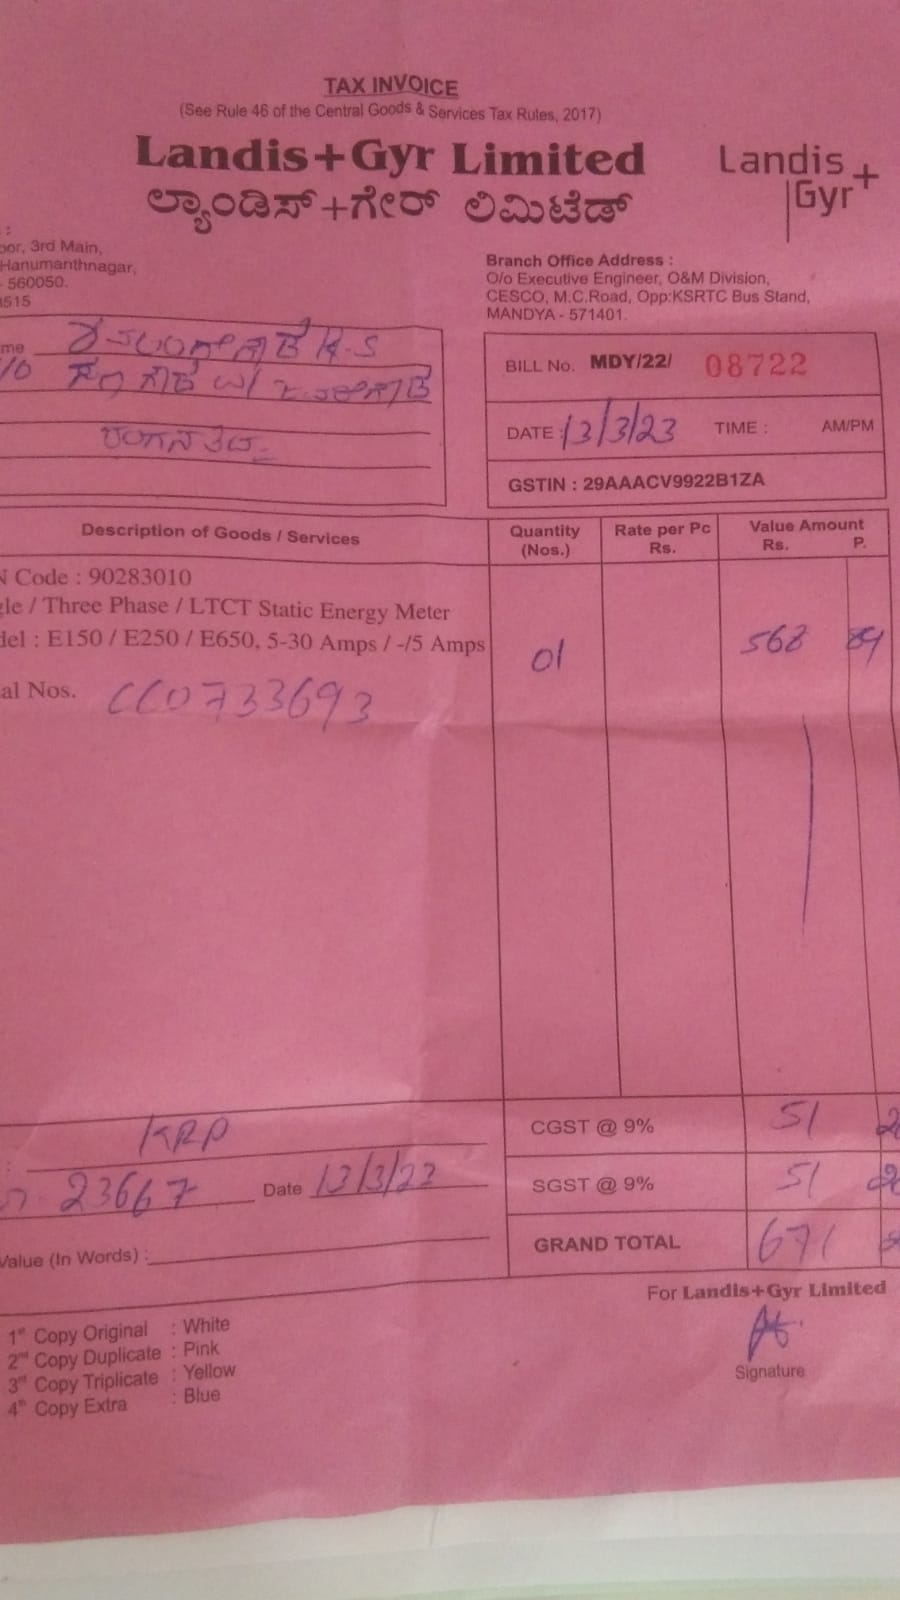 TAX INVOICE
(See Rule 46 of the Central Goods & Services Tax Rules, 2017)
Landis+Gyr Limited
ಲ್ಯಾಂಡಿಸ್+ಗೇರ್ ಲಿಮಿಟೆಡ್
Landis
Gyr+
3rd Main,
Hanumanthnagar,
- 560050.
Branch Office Address :
O/o Executive Engineer, O&M Division,
CESCO, M.C.Road, Opp:KSRTC Bus Stand,
MANDYA - 571401.
BILL No. MDY/22/ 08722
DATE : 13/3/23 TIME : AM/PM
GSTIN : 29AAACV9922B1ZA
Description of Goods / Services
Quantity (Nos.)
Rate per Pc Rs.
Value Amount Rs. P.
Code : 90283010
/ Three Phase / LTCT Static Energy Meter
: E150 / E250 / E650, 5-30 Amps / -/5 Amps
01
568 84
Nos. CC0733693
KRP
23667 Date 13/3/23
Value (In Words) :
CGST @ 9% 51
SGST @ 9% 51
GRAND TOTAL 671
For Landis+Gyr Limited
Signature
1st Copy Original : White
2nd Copy Duplicate : Pink
3rd Copy Triplicate : Yellow
4th Copy Extra : Blue